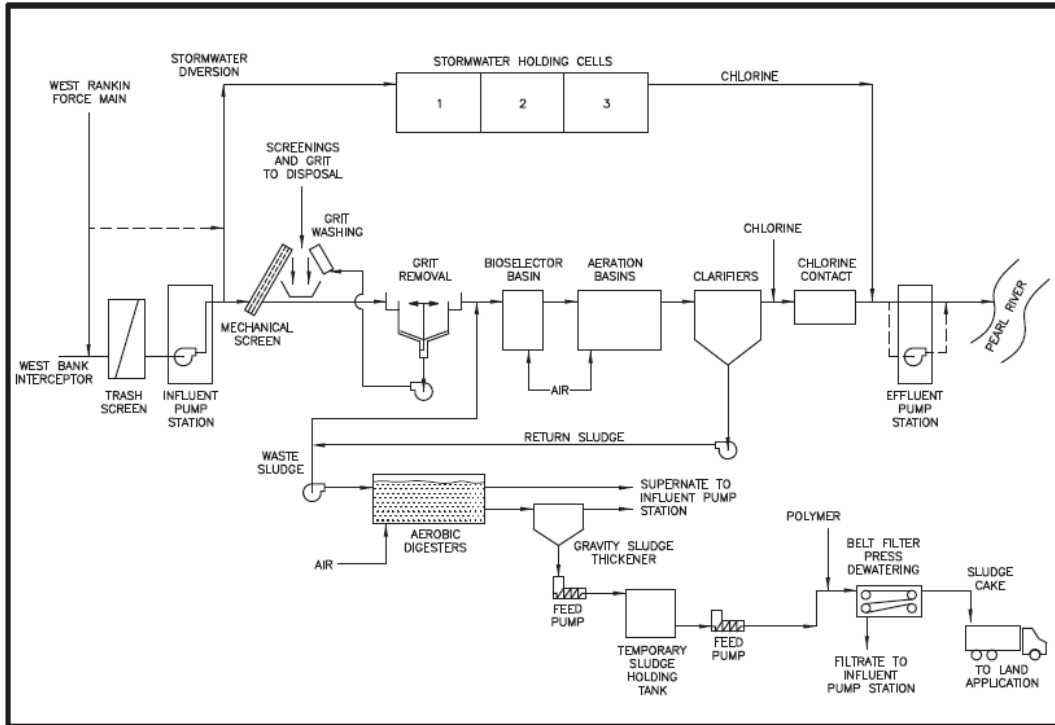 STORMWATER
DIVERSION
STORMWATER HOLDING CELLS
CHLORINE
WEST RANKIN
FORCE MAIN
1
2
3
SCREENINGS
AND GRIT
TO DISPOSAL
GRIT
WASHING
GRIT
REMOVAL
BIOSELECTOR
BASIN
AERATION
BASINS
CLARIFIERS
CHLORINE
CHLORINE
CONTACT
MECHANICAL
SCREEN
PEARL RIVER
WEST BANK
INTERCEPTOR
TRASH
SCREEN
INFLUENT
PUMP
STATION
AIR
EFFLUENT
PUMP
STATION
RETURN SLUDGE
WASTE
SLUDGE
SUPERNATE TO
INFLUENT PUMP
STATION
AEROBIC
DIGESTERS
AIR
GRAVITY SLUDGE
THICKENER
POLYMER
BELT FILTER
PRESS
DEWATERING
SLUDGE
CAKE
FEED
PUMP
TEMPORARY
SLUDGE
HOLDING
TANK
FEED
PUMP
FILTRATE TO
INFLUENT
PUMP STATION
TO LAND
APPLICATION